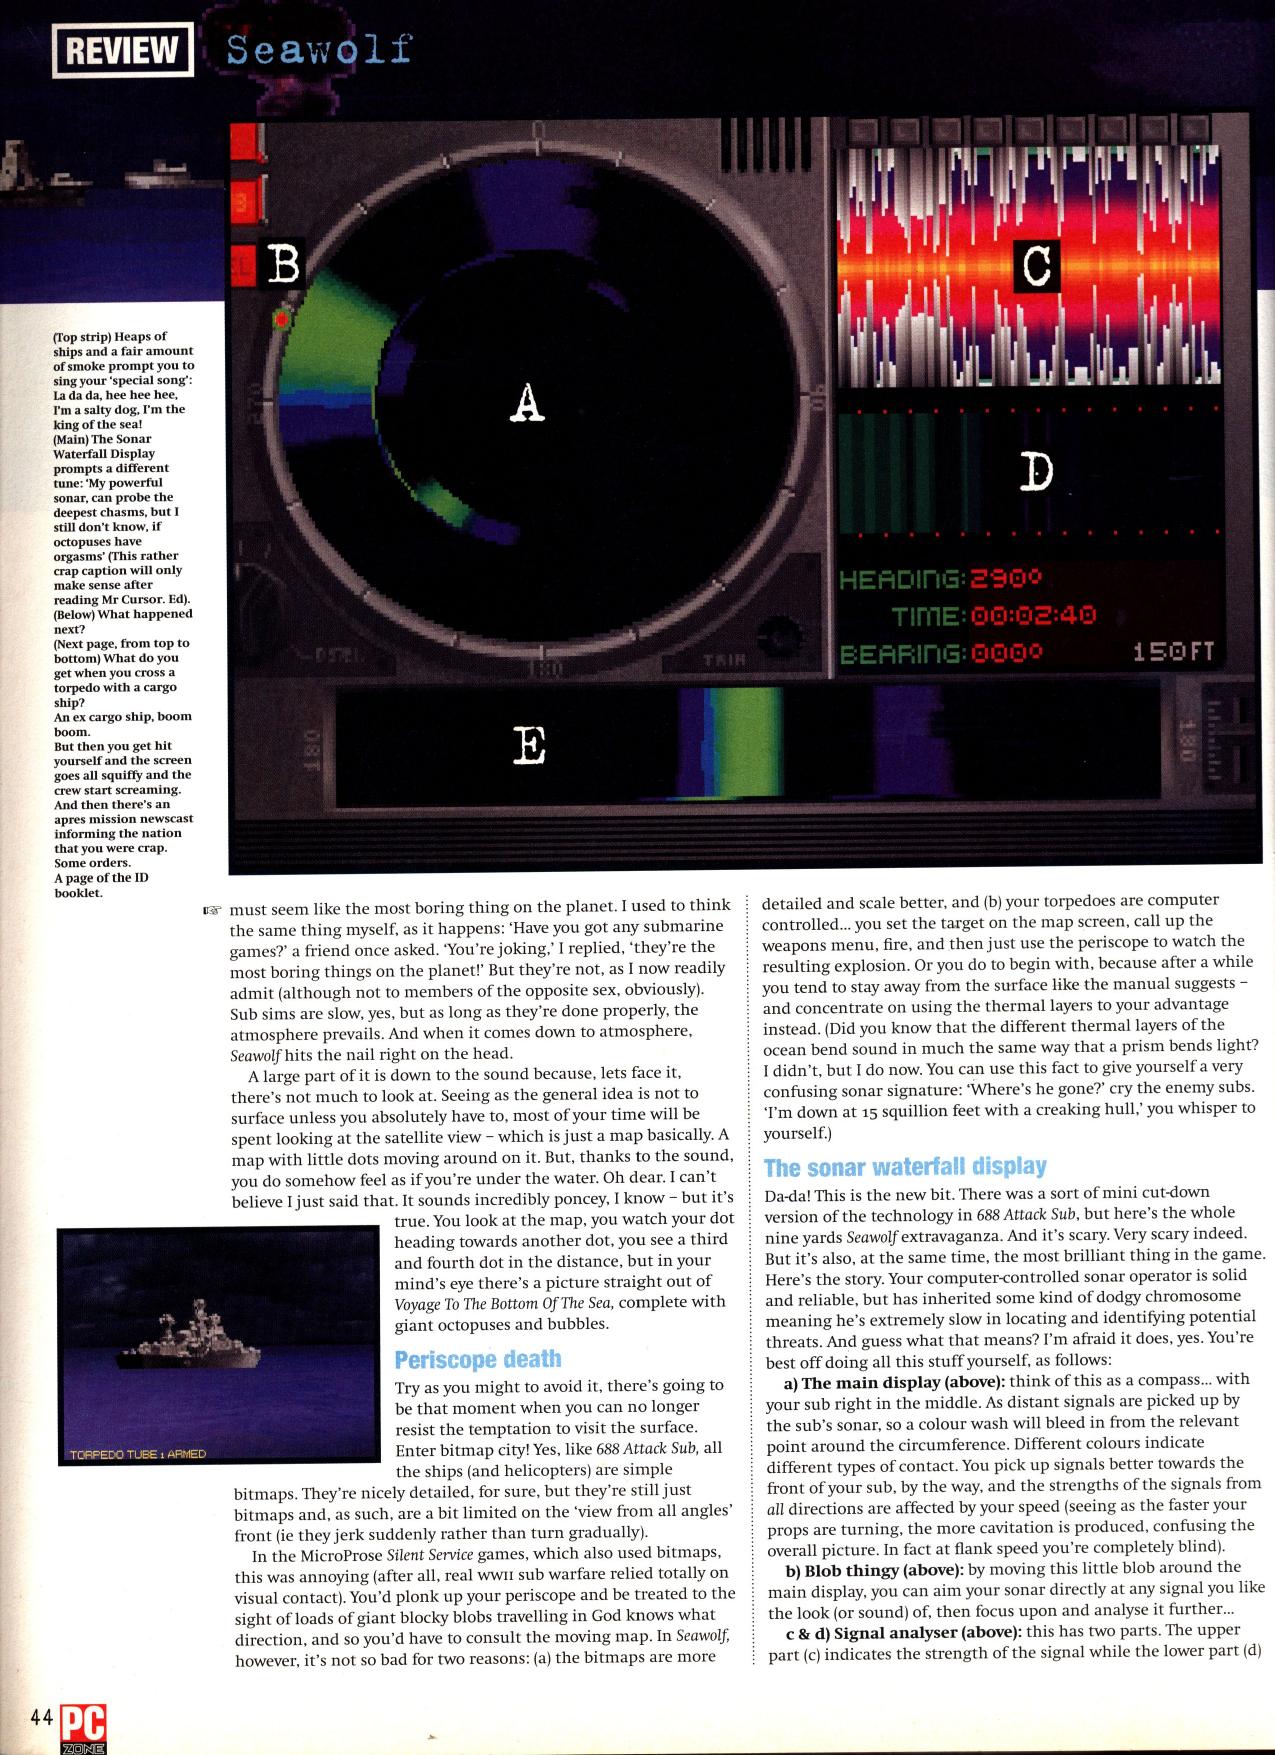 REVIEW Seawolf
B
A
C
D
E
HEADING: 290°
TIME: 00:02:40
BEARING: 000° 150FT
180
TRIM
180
180
(Top strip) Heaps of
ships and a fair amount
of smoke prompt you to
sing your 'special song':
La da da, hee hee hee,
I'm a salty dog, I'm the
king of the sea!
(Main) The Sonar
Waterfall Display
prompts a different
tune: 'My powerful
sonar, can probe the
deepest chasms, but I
still don't know, if
octopuses have
orgasms' (This rather
crap caption will only
make sense after
reading Mr Cursor. Ed).
(Below) What happened
next?
(Next page, from top to
bottom) What do you
get when you cross a
torpedo with a cargo
ship?
An ex cargo ship, boom
boom.
But then you get hit
yourself and the screen
goes all squiffy and the
crew start screaming.
And then there's an
apres mission newscast
informing the nation
that you were crap.
Some orders.
A page of the ID
booklet.
☞ must seem like the most boring thing on the planet. I used to think
the same thing myself, as it happens: 'Have you got any submarine
games?' a friend once asked. 'You're joking,' I replied, 'they're the
most boring things on the planet!' But they're not, as I now readily
admit (although not to members of the opposite sex, obviously).
Sub sims are slow, yes, but as long as they're done properly, the
atmosphere prevails. And when it comes down to atmosphere,
Seawolf hits the nail right on the head.
A large part of it is down to the sound because, lets face it,
there's not much to look at. Seeing as the general idea is not to
surface unless you absolutely have to, most of your time will be
spent looking at the satellite view – which is just a map basically. A
map with little dots moving around on it. But, thanks to the sound,
you do somehow feel as if you're under the water. Oh dear. I can't
believe I just said that. It sounds incredibly poncey, I know – but it's
true. You look at the map, you watch your dot
heading towards another dot, you see a third
and fourth dot in the distance, but in your
mind's eye there's a picture straight out of
Voyage To The Bottom Of The Sea, complete with
giant octopuses and bubbles.
Periscope death
Try as you might to avoid it, there's going to
be that moment when you can no longer
resist the temptation to visit the surface.
Enter bitmap city! Yes, like 688 Attack Sub, all
the ships (and helicopters) are simple
bitmaps. They're nicely detailed, for sure, but they're still just
bitmaps and, as such, are a bit limited on the 'view from all angles'
front (ie they jerk suddenly rather than turn gradually).
In the MicroProse Silent Service games, which also used bitmaps,
this was annoying (after all, real WWII sub warfare relied totally on
visual contact). You'd plonk up your periscope and be treated to the
sight of loads of giant blocky blobs travelling in God knows what
direction, and so you'd have to consult the moving map. In Seawolf,
however, it's not so bad for two reasons: (a) the bitmaps are more
TORPEDO TUBE 1 ARMED
detailed and scale better, and (b) your torpedoes are computer
controlled... you set the target on the map screen, call up the
weapons menu, fire, and then just use the periscope to watch the
resulting explosion. Or you do to begin with, because after a while
you tend to stay away from the surface like the manual suggests –
and concentrate on using the thermal layers to your advantage
instead. (Did you know that the different thermal layers of the
ocean bend sound in much the same way that a prism bends light?
I didn't, but I do now. You can use this fact to give yourself a very
confusing sonar signature: 'Where's he gone?' cry the enemy subs.
'I'm down at 15 squillion feet with a creaking hull,' you whisper to
yourself.)
The sonar waterfall display
Da-da! This is the new bit. There was a sort of mini cut-down
version of the technology in 688 Attack Sub, but here's the whole
nine yards Seawolf extravaganza. And it's scary. Very scary indeed.
But it's also, at the same time, the most brilliant thing in the game.
Here's the story. Your computer-controlled sonar operator is solid
and reliable, but has inherited some kind of dodgy chromosome
meaning he's extremely slow in locating and identifying potential
threats. And guess what that means? I'm afraid it does, yes. You're
best off doing all this stuff yourself, as follows:
a) The main display (above): think of this as a compass... with
your sub right in the middle. As distant signals are picked up by
the sub's sonar, so a colour wash will bleed in from the relevant
point around the circumference. Different colours indicate
different types of contact. You pick up signals better towards the
front of your sub, by the way, and the strengths of the signals from
all directions are affected by your speed (seeing as the faster your
props are turning, the more cavitation is produced, confusing the
overall picture. In fact at flank speed you're completely blind).
b) Blob thingy (above): by moving this little blob around the
main display, you can aim your sonar directly at any signal you like
the look (or sound) of, then focus upon and analyse it further...
c & d) Signal analyser (above): this has two parts. The upper
part (c) indicates the strength of the signal while the lower part (d)
44 PC
ZONE